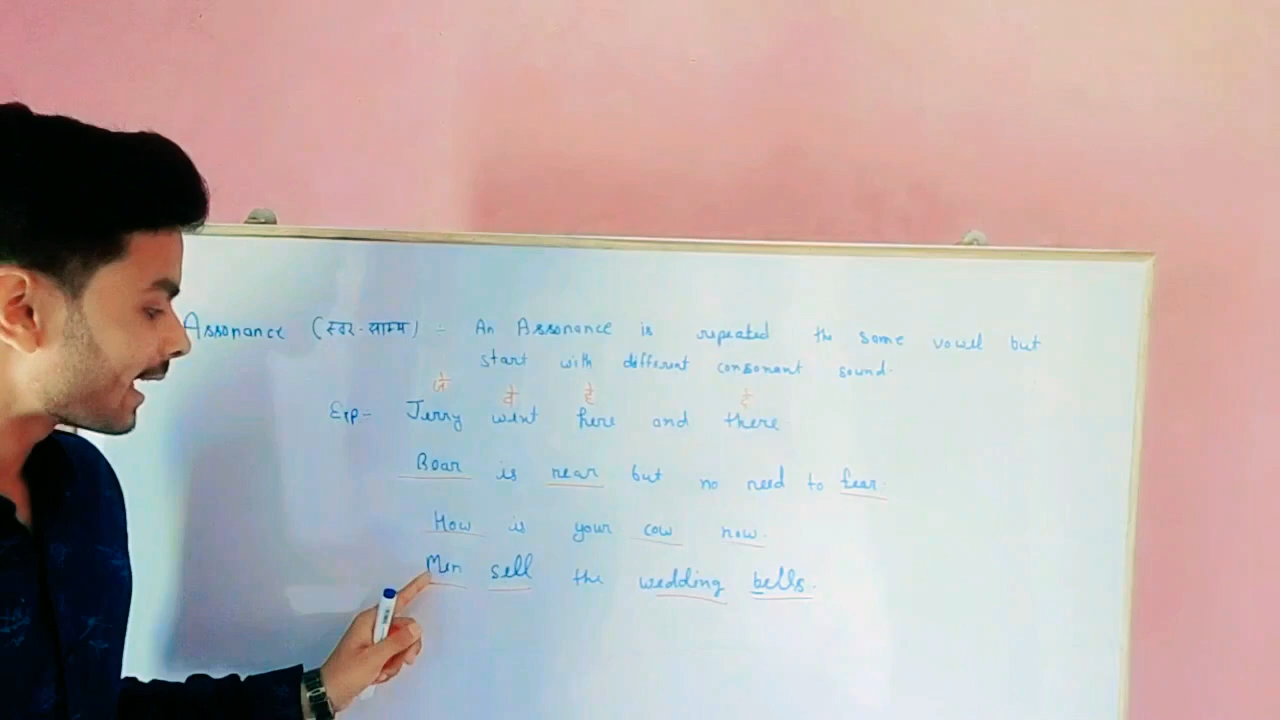 Assonance (स्वर-साम्य) :- An Assonance is repeated the same vowel but
start with different consonant sound.
जे वे हे दे
Exp- Jerry went here and there
Boar is near but no need to fear.
How is your cow now.
Men sell the wedding bells.